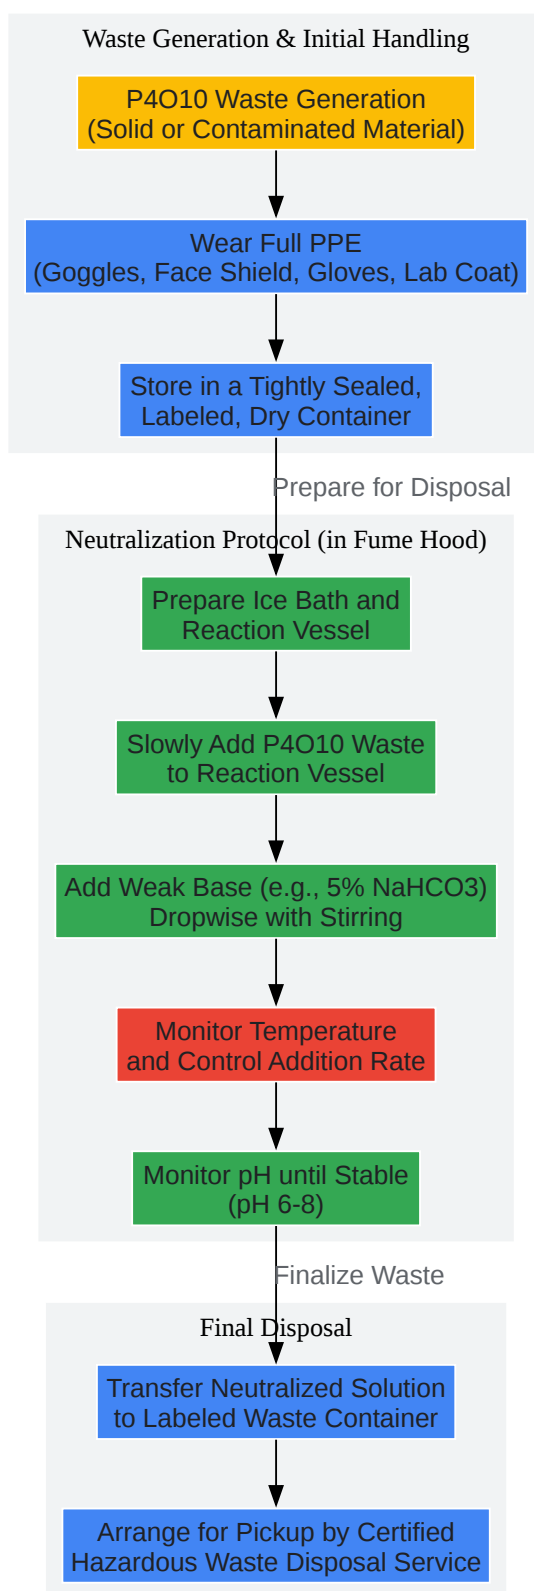 Waste Generation & Initial Handling
P4O10 Waste Generation
(Solid or Contaminated Material)
Wear Full PPE
(Goggles, Face Shield, Gloves, Lab Coat)
Store in a Tightly Sealed,
Labeled, Dry Container
Prepare for Disposal
Neutralization Protocol (in Fume Hood)
Prepare Ice Bath and
Reaction Vessel
Slowly Add P4O10 Waste
to Reaction Vessel
Add Weak Base (e.g., 5% NaHCO3)
Dropwise with Stirring
Monitor Temperature
and Control Addition Rate
Monitor pH until Stable
(pH 6-8)
Finalize Waste
Final Disposal
Transfer Neutralized Solution
to Labeled Waste Container
Arrange for Pickup by Certified
Hazardous Waste Disposal Service